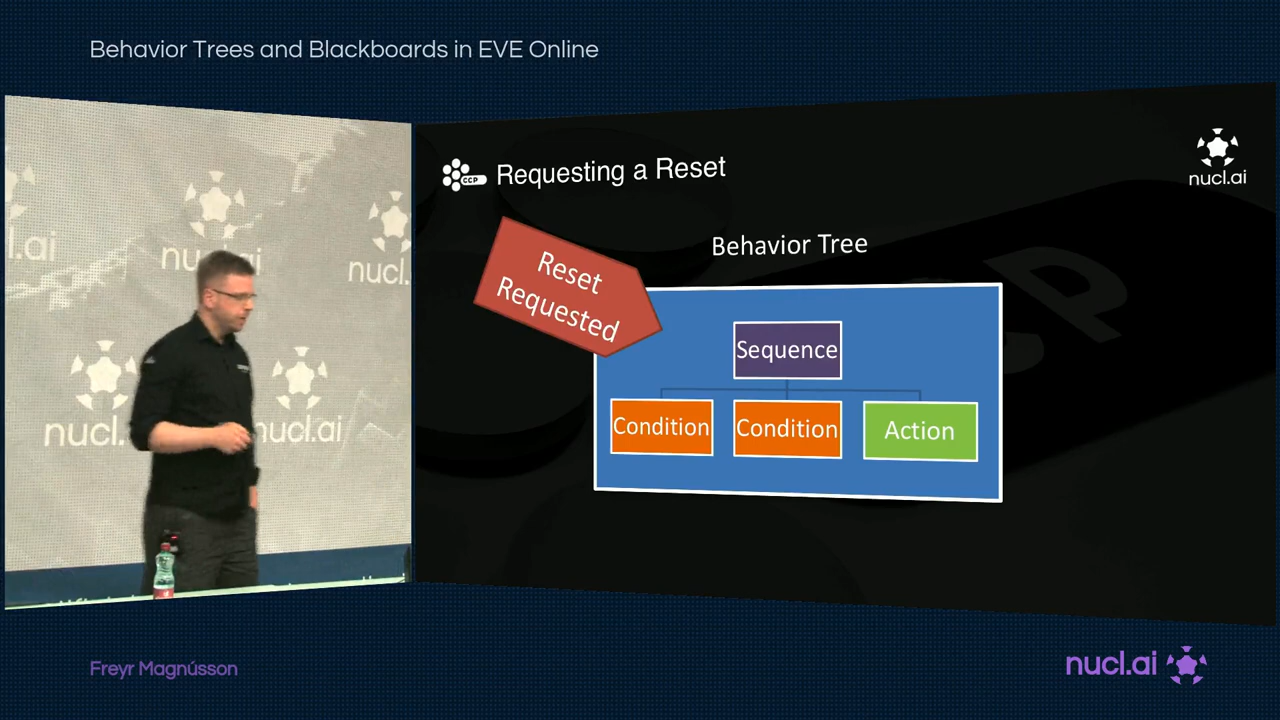 Behavior Trees and Blackboards in EVE Online
l.ai
nucl.ai
nucl.
nucl.
nucl.ai
CCP
Requesting a Reset
nucl.ai
Reset
Requested
Behavior Tree
Sequence
Condition
Condition
Action
Freyr Magnússon
nucl.ai